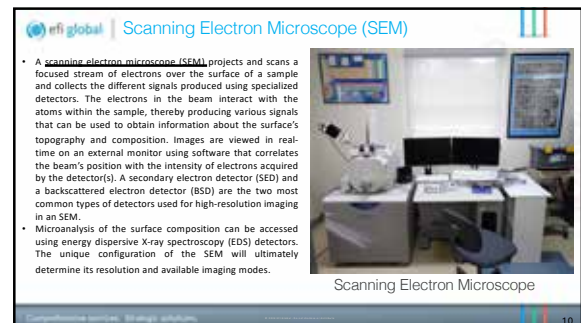 efi global Scanning Electron Microscope (SEM)
• A scanning electron microscope (SEM) projects and scans a
focused stream of electrons over the surface of a sample
and collects the different signals produced using specialized
detectors. The electrons in the beam interact with the
atoms within the sample, thereby producing various signals
that can be used to obtain information about the surface's
topography and composition. Images are viewed in real-
time on an external monitor using software that correlates
the beam's position with the intensity of electrons acquired
by the detector(s). A secondary electron detector (SED) and
a backscattered electron detector (BSD) are the two most
common types of detectors used for high-resolution imaging
in an SEM.
• Microanalysis of the surface composition can be accessed
using energy dispersive X-ray spectroscopy (EDS) detectors.
The unique configuration of the SEM will ultimately
determine its resolution and available imaging modes.
Scanning Electron Microscope
Comprehensive services. Strategic solutions.
10